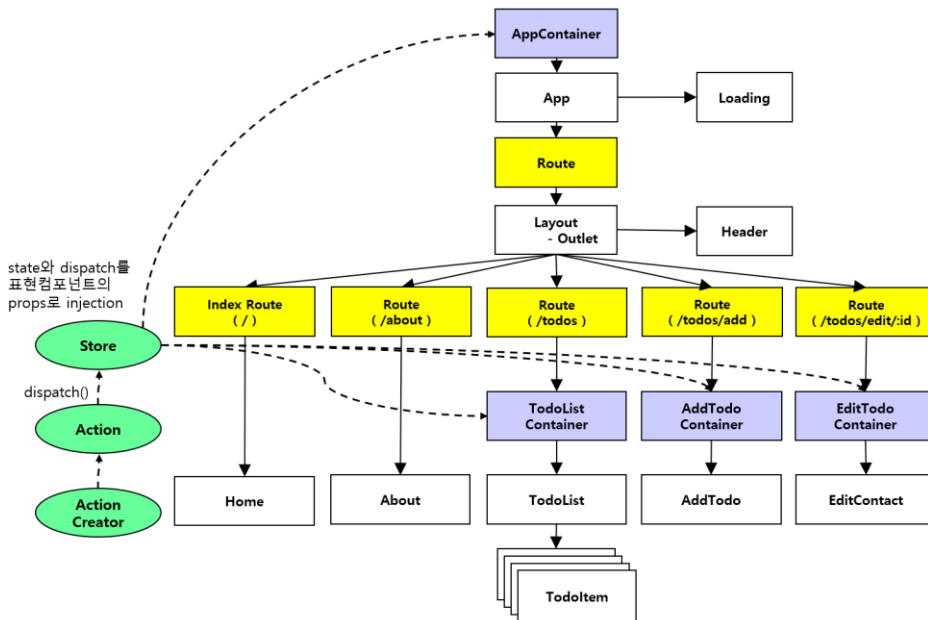 AppContainer
App
Loading
Route
Layout
- Outlet
Header
state와 dispatch를
표현컴포넌트의
props로 injection
Index Route
( / )
Route
( /about )
Route
( /todos )
Route
( /todos/add )
Route
( /todos/edit/:id )
Store
dispatch()
Action
Action
Creator
TodoList
Container
AddTodo
Container
EditTodo
Container
Home
About
TodoList
AddTodo
EditContact
TodoItem